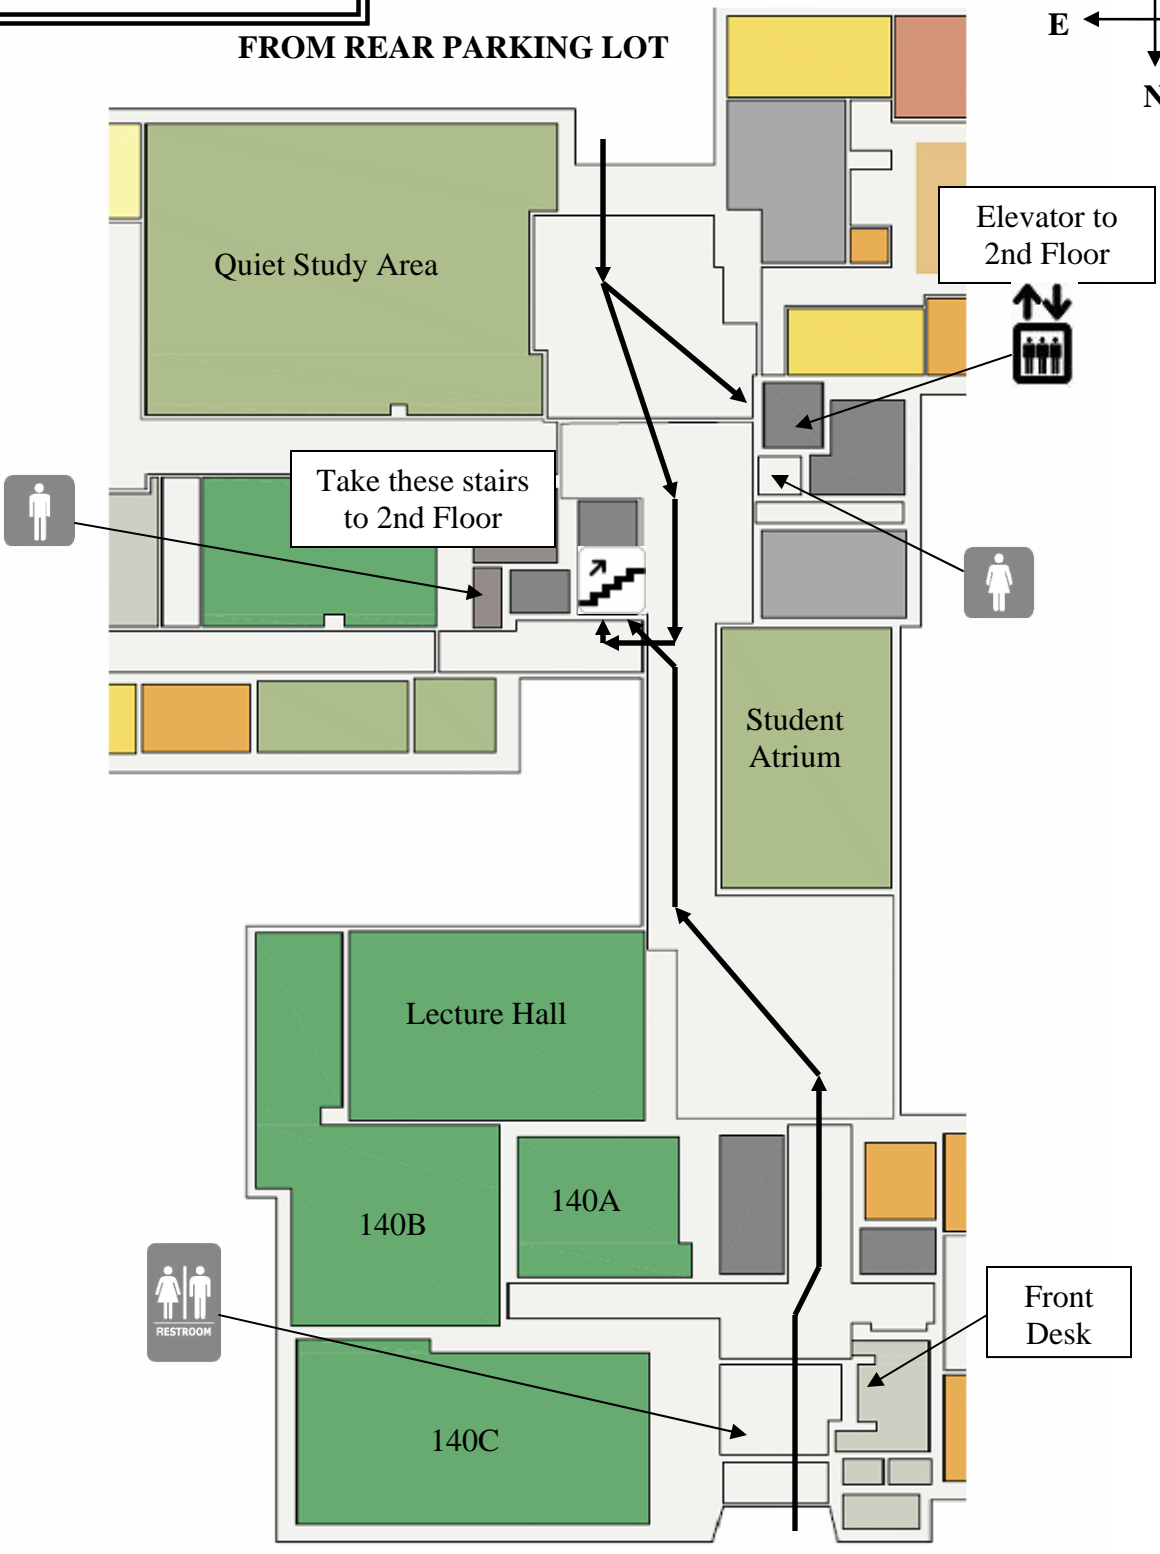 FROM REAR PARKING LOT
E
N
Elevator to
2nd Floor
Quiet Study Area
Take these stairs
to 2nd Floor
Student
Atrium
Lecture Hall
140A
140B
RESTROOM
Front
Desk
140C